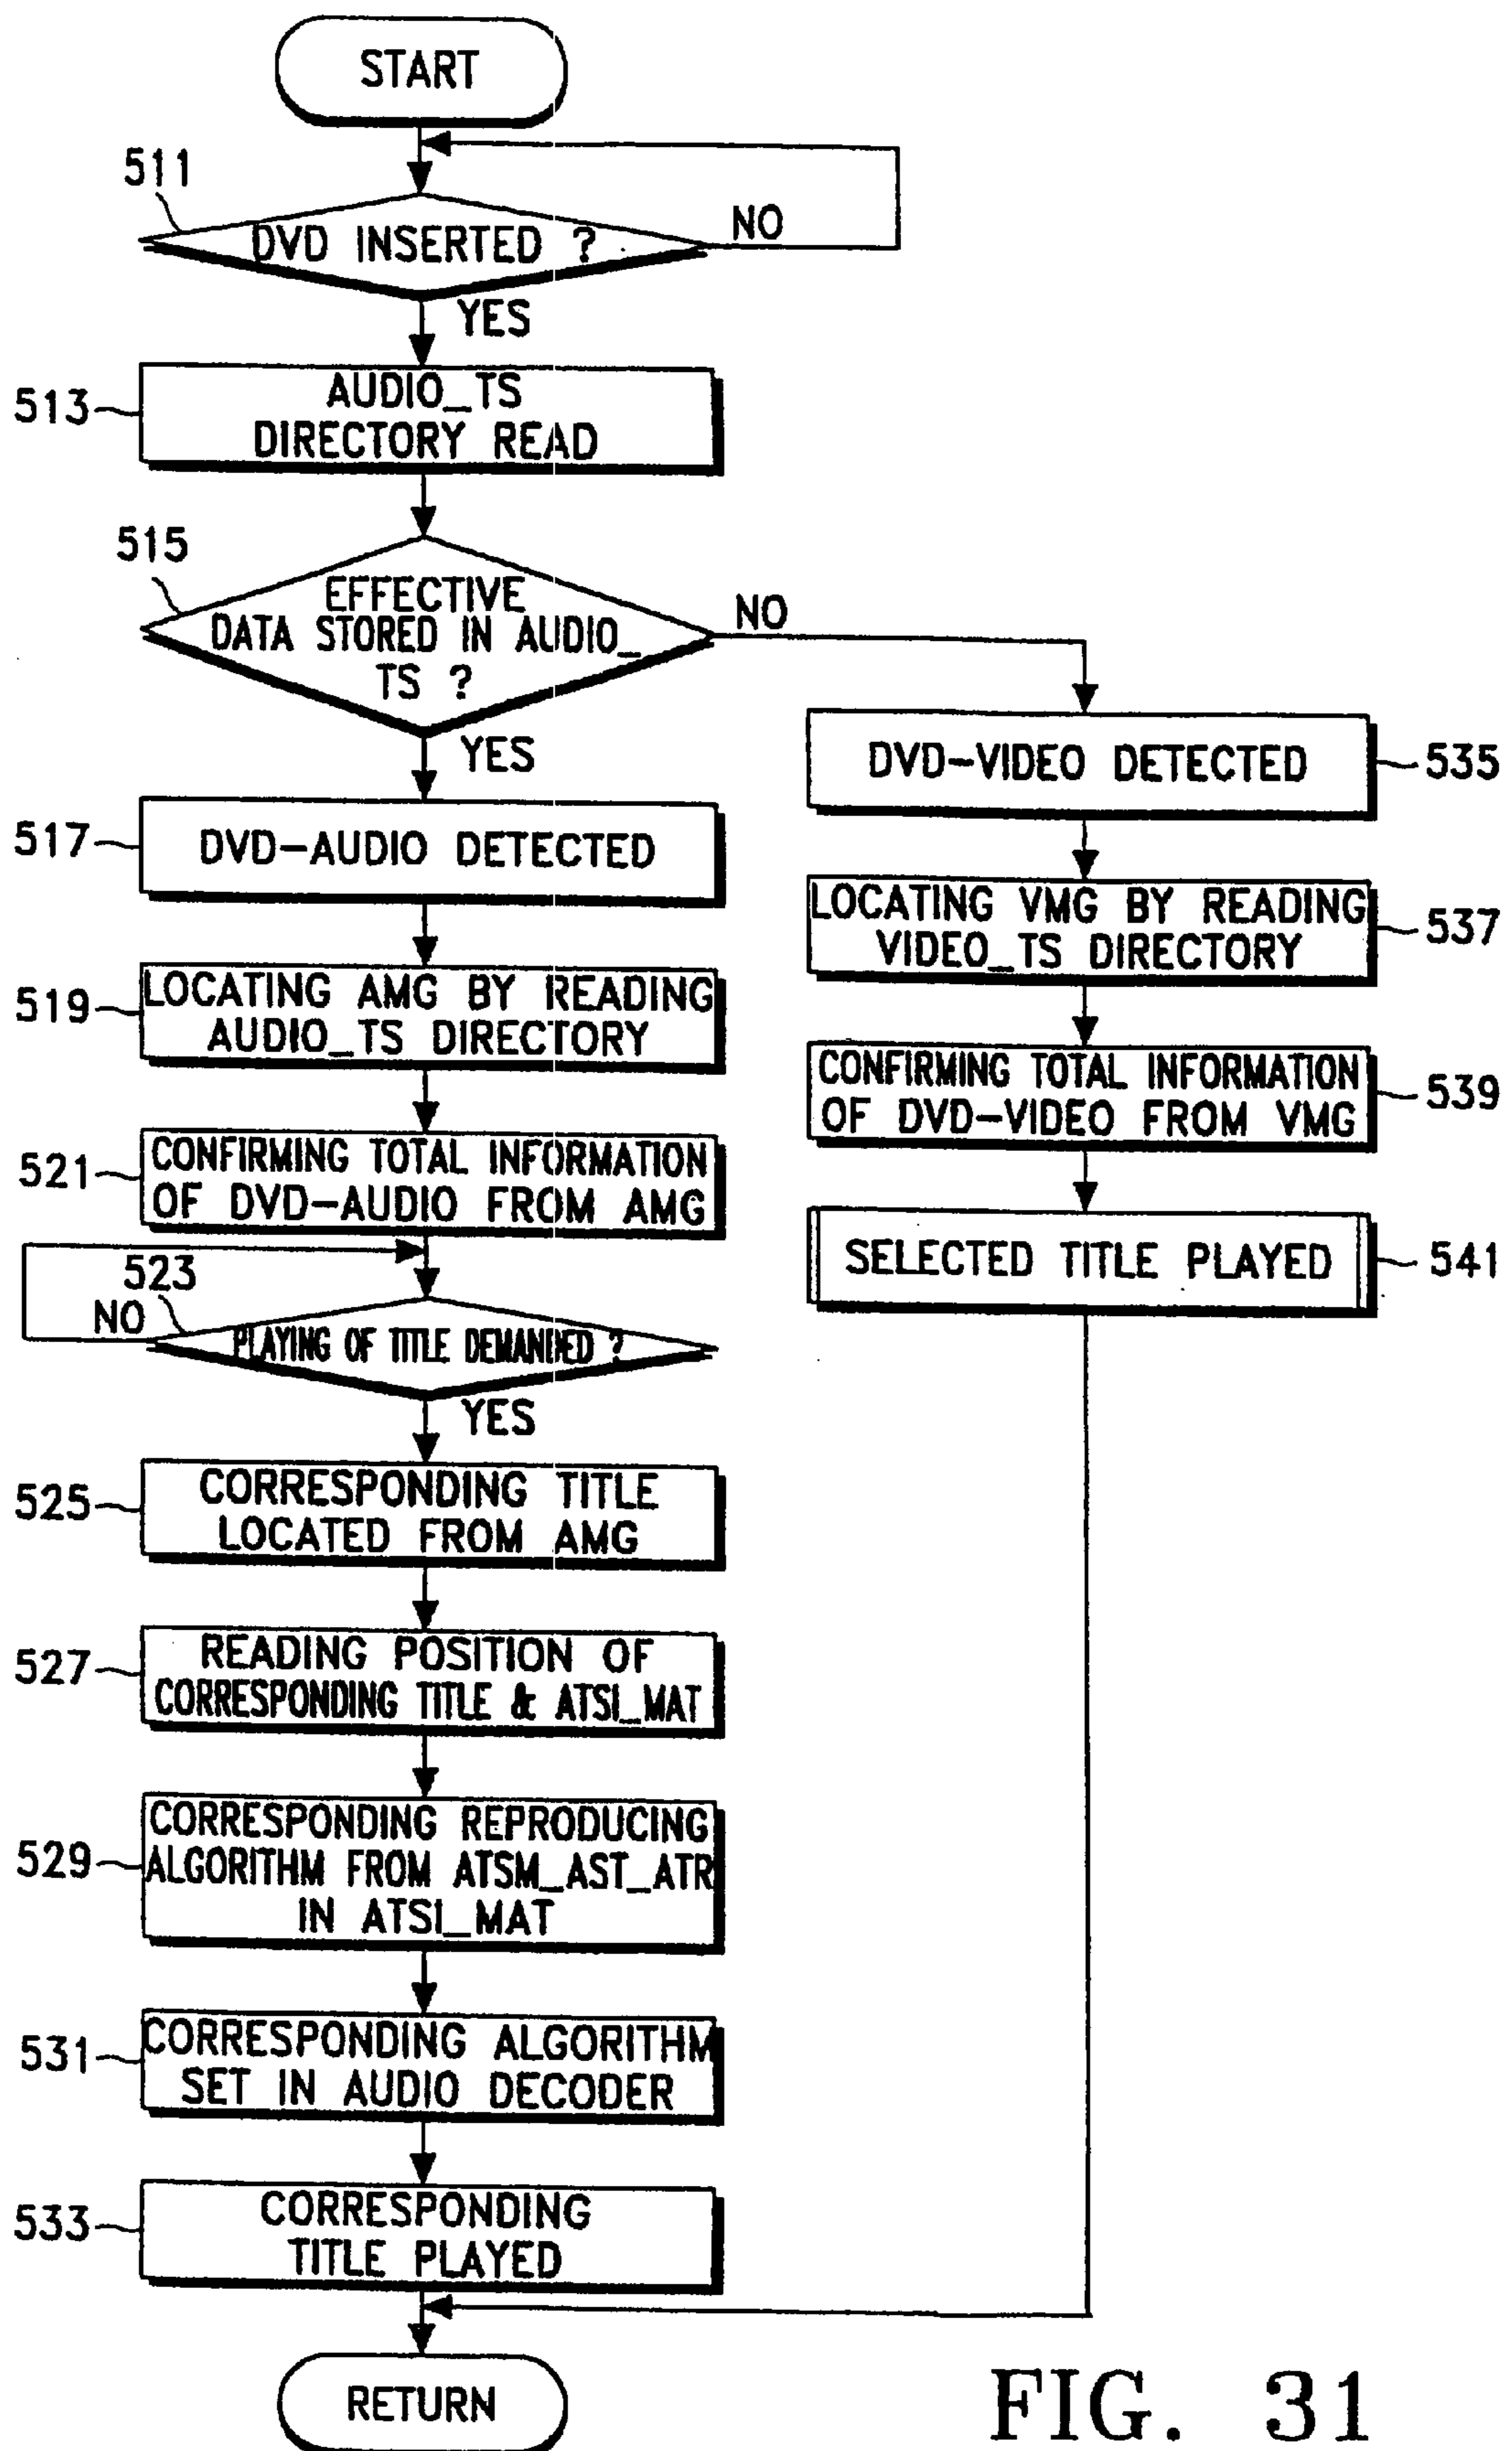 START
511
DVD INSERTED ?
NO
YES
513
AUDIO_TS
DIRECTORY READ
515
EFFECTIVE
DATA STORED IN AUDIO_
TS ?
NO
YES
517
DVD-AUDIO DETECTED
519
LOCATING AMG BY READING
AUDIO_TS DIRECTORY
521
CONFIRMING TOTAL INFORMATION
OF DVD-AUDIO FROM AMG
523
NO
PLAYING OF TITLE DEMANDED ?
YES
525
CORRESPONDING TITLE
LOCATED FROM AMG
527
READING POSITION OF
CORRESPONDING TITLE & ATSI_MAT
529
CORRESPONDING REPRODUCING
ALGORITHM FROM ATSM_AST_ATR
IN ATSI_MAT
531
CORRESPONDING ALGORITHM
SET IN AUDIO DECODER
533
CORRESPONDING
TITLE PLAYED
RETURN
DVD-VIDEO DETECTED
535
LOCATING VMG BY READING
VIDEO_TS DIRECTORY
537
CONFIRMING TOTAL INFORMATION
OF DVD-VIDEO FROM VMG
539
SELECTED TITLE PLAYED
541
FIG. 31